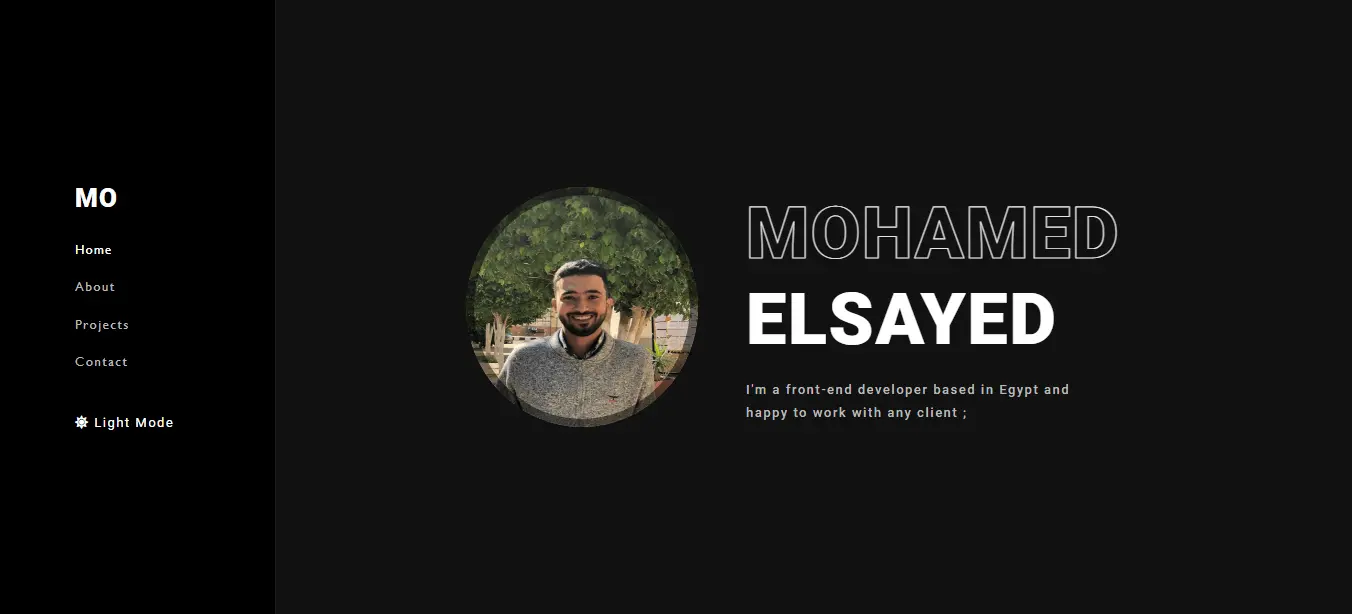 MO
Home
About
Projects
Contact
Light Mode
MOHAMED
ELSAYED
I'm a front-end developer based in Egypt and
happy to work with any client ;